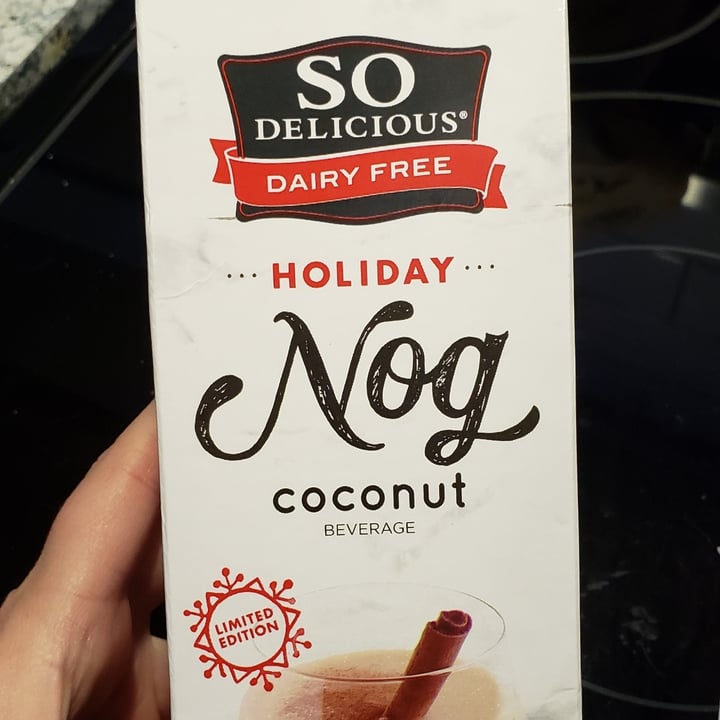 SO
DELICIOUS®
DAIRY FREE
··· HOLIDAY ···
Nog
coconut
BEVERAGE
LIMITED
EDITION